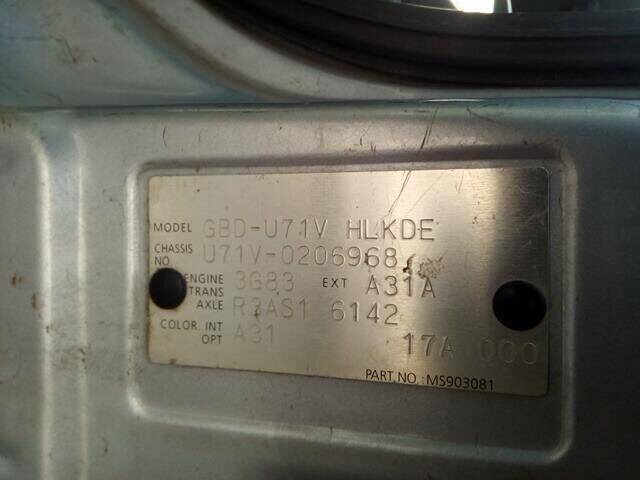 MODEL GBD-U71V HLKDE
CHASSIS NO. U71V-0206968
ENGINE 3G83 EXT A31A
TRANS AXLE R3AS1 6142
COLOR. INT OPT A31 17A 000
PART NO.: MS903081